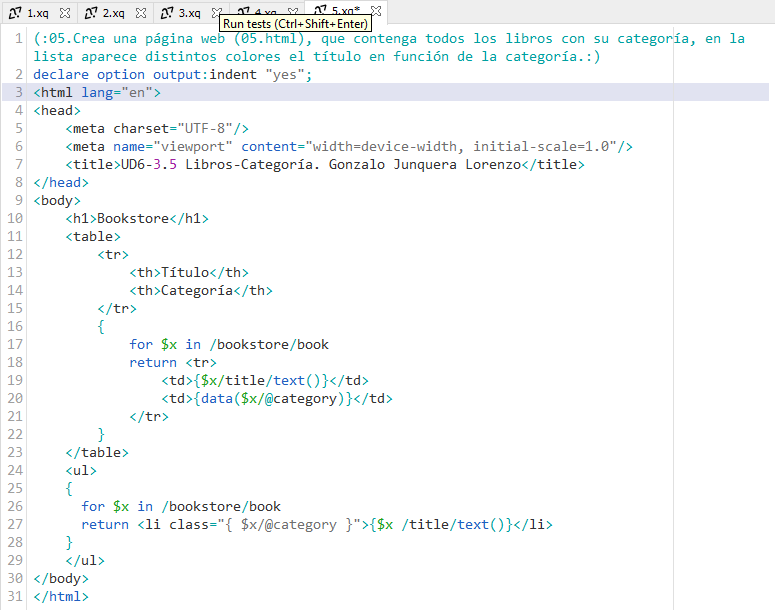 1.xq 2.xq 3.xq 4.xq 5.xq*
Run tests (Ctrl+Shift+Enter)
1 (:05.Crea una página web (05.html), que contenga todos los libros con su categoría, en la
lista aparece distintos colores el título en función de la categoría.:)
2 declare option output:indent "yes";
3 <html lang="en">
4 <head>
5     <meta charset="UTF-8"/>
6     <meta name="viewport" content="width=device-width, initial-scale=1.0"/>
7     <title>UD6-3.5 Libros-Categoría. Gonzalo Junquera Lorenzo</title>
8 </head>
9 <body>
10     <h1>Bookstore</h1>
11     <table>
12         <tr>
13             <th>Título</th>
14             <th>Categoría</th>
15         </tr>
16         {
17             for $x in /bookstore/book
18             return <tr>
19                 <td>{$x/title/text()}</td>
20                 <td>{data($x/@category)}</td>
21             </tr>
22         }
23     </table>
24     <ul>
25     {
26       for $x in /bookstore/book
27       return <li class="{ $x/@category }">{$x /title/text()}</li>
28     }
29     </ul>
30 </body>
31 </html>